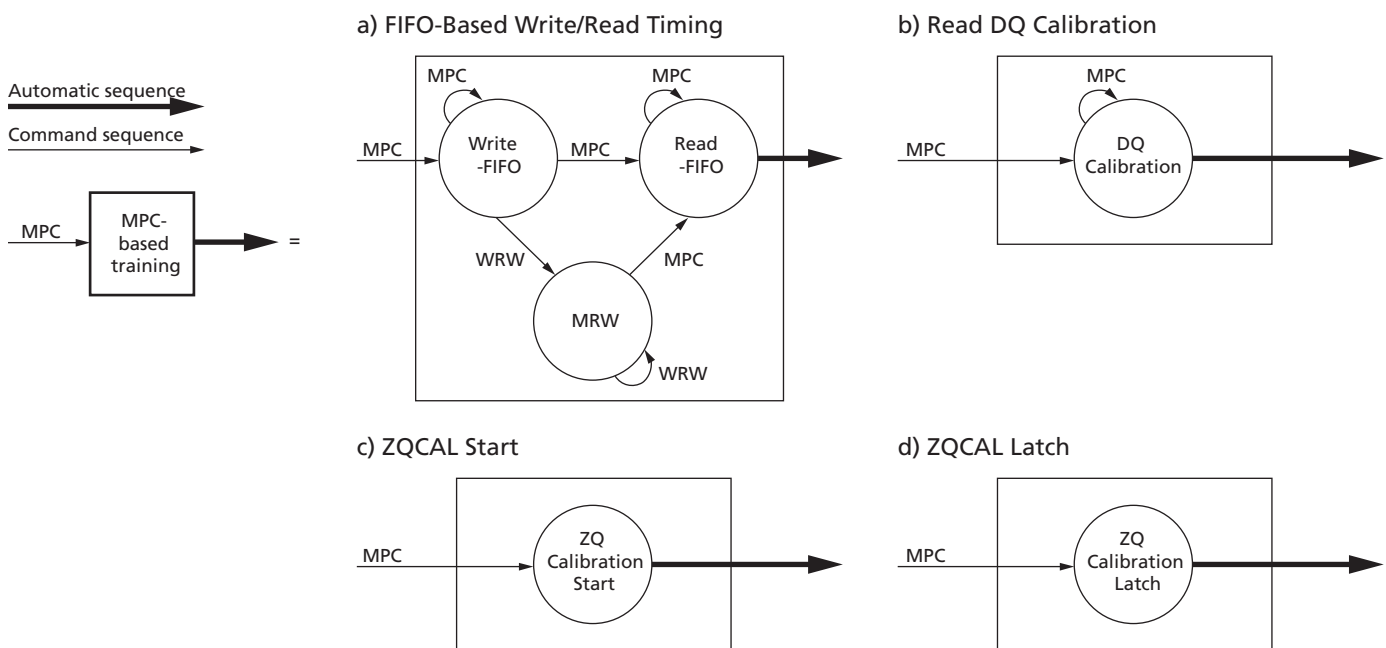 a) FIFO-Based Write/Read Timing
b) Read DQ Calibration
Automatic sequence
Command sequence
MPC
MPC-
based
training
=
MPC
MPC
Write
-FIFO
MPC
MPC
Read
-FIFO
WRW
MPC
MRW
WRW
MPC
MPC
DQ
Calibration
c) ZQCAL Start
d) ZQCAL Latch
MPC
ZQ
Calibration
Start
MPC
ZQ
Calibration
Latch